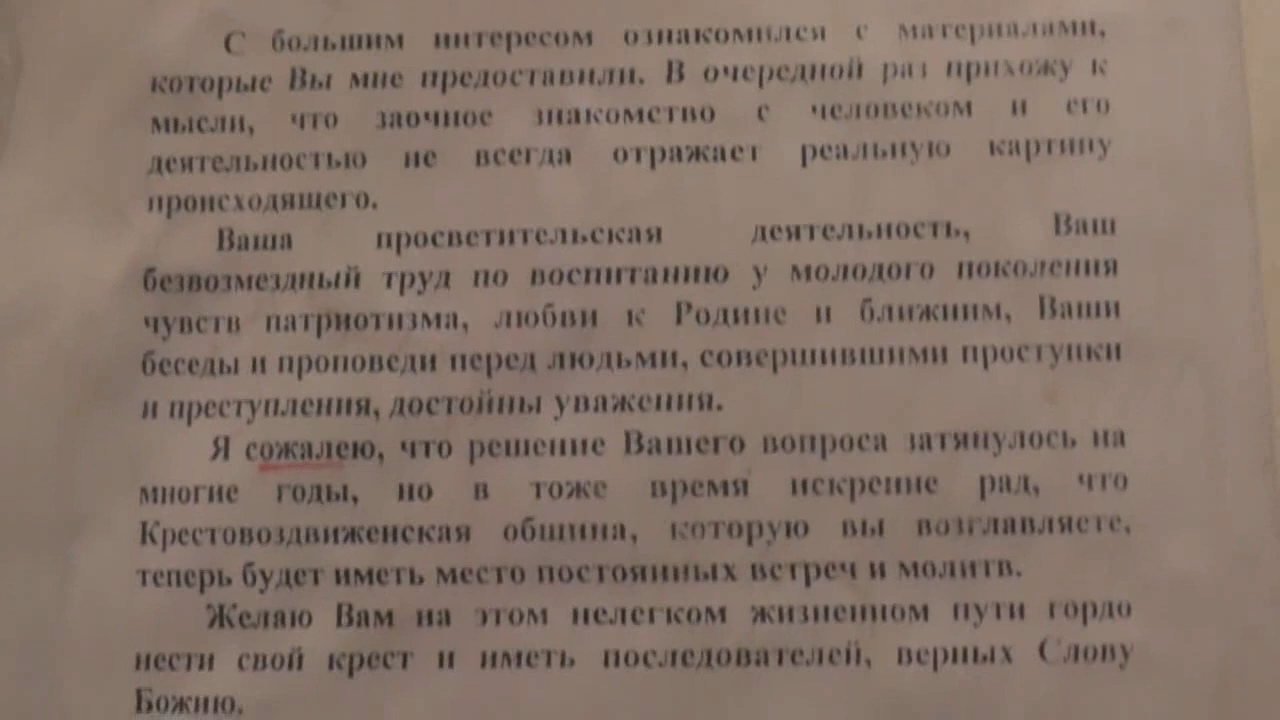 С большим интересом ознакомился с материалами,
которые Вы мне предоставили. В очередной раз прихожу к
мысли, что заочное знакомство с человеком и его
деятельностью не всегда отражает реальную картину
происходящего.
Ваша просветительская деятельность, Ваш
безвозмездный труд по воспитанию у молодого поколения
чувств патриотизма, любви к Родине и ближним, Ваши
беседы и проповеди перед людьми, совершившими проступки
и преступления, достойны уважения.
Я сожалею, что решение Вашего вопроса затянулось на
многие годы, но в тоже время искренне рад, что
Крестовоздвиженская община, которую вы возглавляете,
теперь будет иметь место постоянных встреч и молитв.
Желаю Вам на этом нелегком жизненном пути гордо
нести свой крест и иметь последователей, верных Слову
Божию.